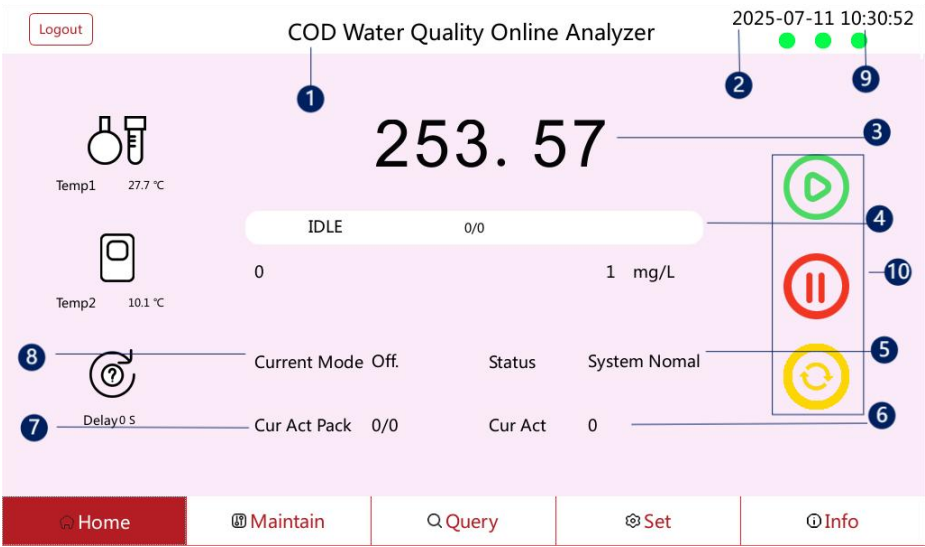 Logout
COD Water Quality Online Analyzer
2025-07-11 10:30:52
1
2
9
253. 57
3
Temp1 27.7 ℃
IDLE 0/0
4
0 1 mg/L
10
Temp2 10.1 ℃
8
Current Mode Off. Status System Nomal
5
Delay0 S
7
Cur Act Pack 0/0 Cur Act 0
6
Home Maintain Query Set Info